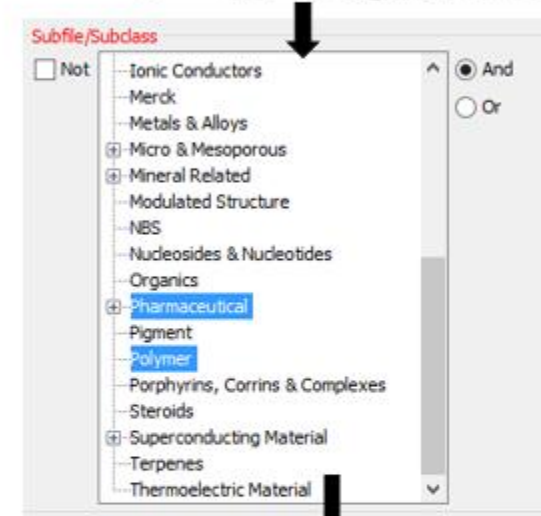 Subfile/Subclass
Not
Ionic Conductors
And
Merck
Or
Metals & Alloys
Micro & Mesoporous
Mineral Related
Modulated Structure
NBS
Nucleosides & Nucleotides
Organics
Pharmaceutical
Pigment
Polymer
Porphyrins, Corrins & Complexes
Steroids
Superconducting Material
Terpenes
Thermoelectric Material